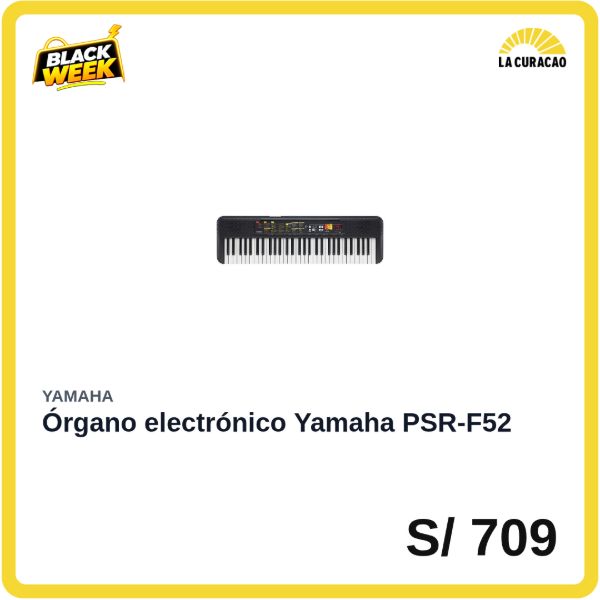 BLACK
WEEK
LA CURACAO
YAMAHA
Órgano electrónico Yamaha PSR-F52
S/ 709